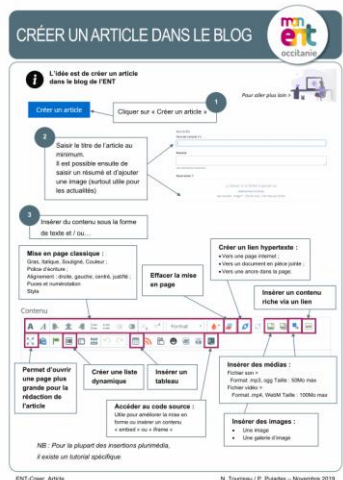 CRÉER UN ARTICLE DANS LE BLOG
mon
ent
occitanie
i
L'idée est de créer un article
dans le blog de l'ENT
Pour aller plus loin >
Créer un article
1
Cliquer sur « Créer un article »
2
Saisir le titre de l'article au
minimum.
Il est possible ensuite de
saisir un résumé et d'ajouter
une image (surtout utile pour
les actualités)
3
Insérer du contenu sous la forme
de texte et / ou…
Mise en page classique :
Gras, Italique, Souligné, Couleur ;
Police d'écriture ;
Alignement : droite, gauche, centré, justifié ;
Puces et numérotation
Style
Effacer la mise
en page
Créer un lien hypertexte :
• Vers une page internet ;
• Vers un document en pièce jointe ;
• Vers une ancre dans la page.
Insérer un contenu
riche via un lien
Contenu
Permet d'ouvrir
une page plus
grande pour la
rédaction de
l'article
Créer une liste
dynamique
Insérer un
tableau
Accéder au code source :
Utile pour améliorer la mise en
forme ou insérer un contenu
« embed » ou « iframe »
Insérer des médias :
Fichier son »
Format .mp3, ogg Taille : 50Mo max
Fichier vidéo »
Format .mp4, WebM Taille : 100Mo max
Insérer des images :
• Une image
• Une galerie d'image
NB : Pour la plupart des insertions plurimédia,
il existe un tutoriel spécifique
ENT-Creer_Article
N. Tourreau / P. Pujades – Novembre 2019